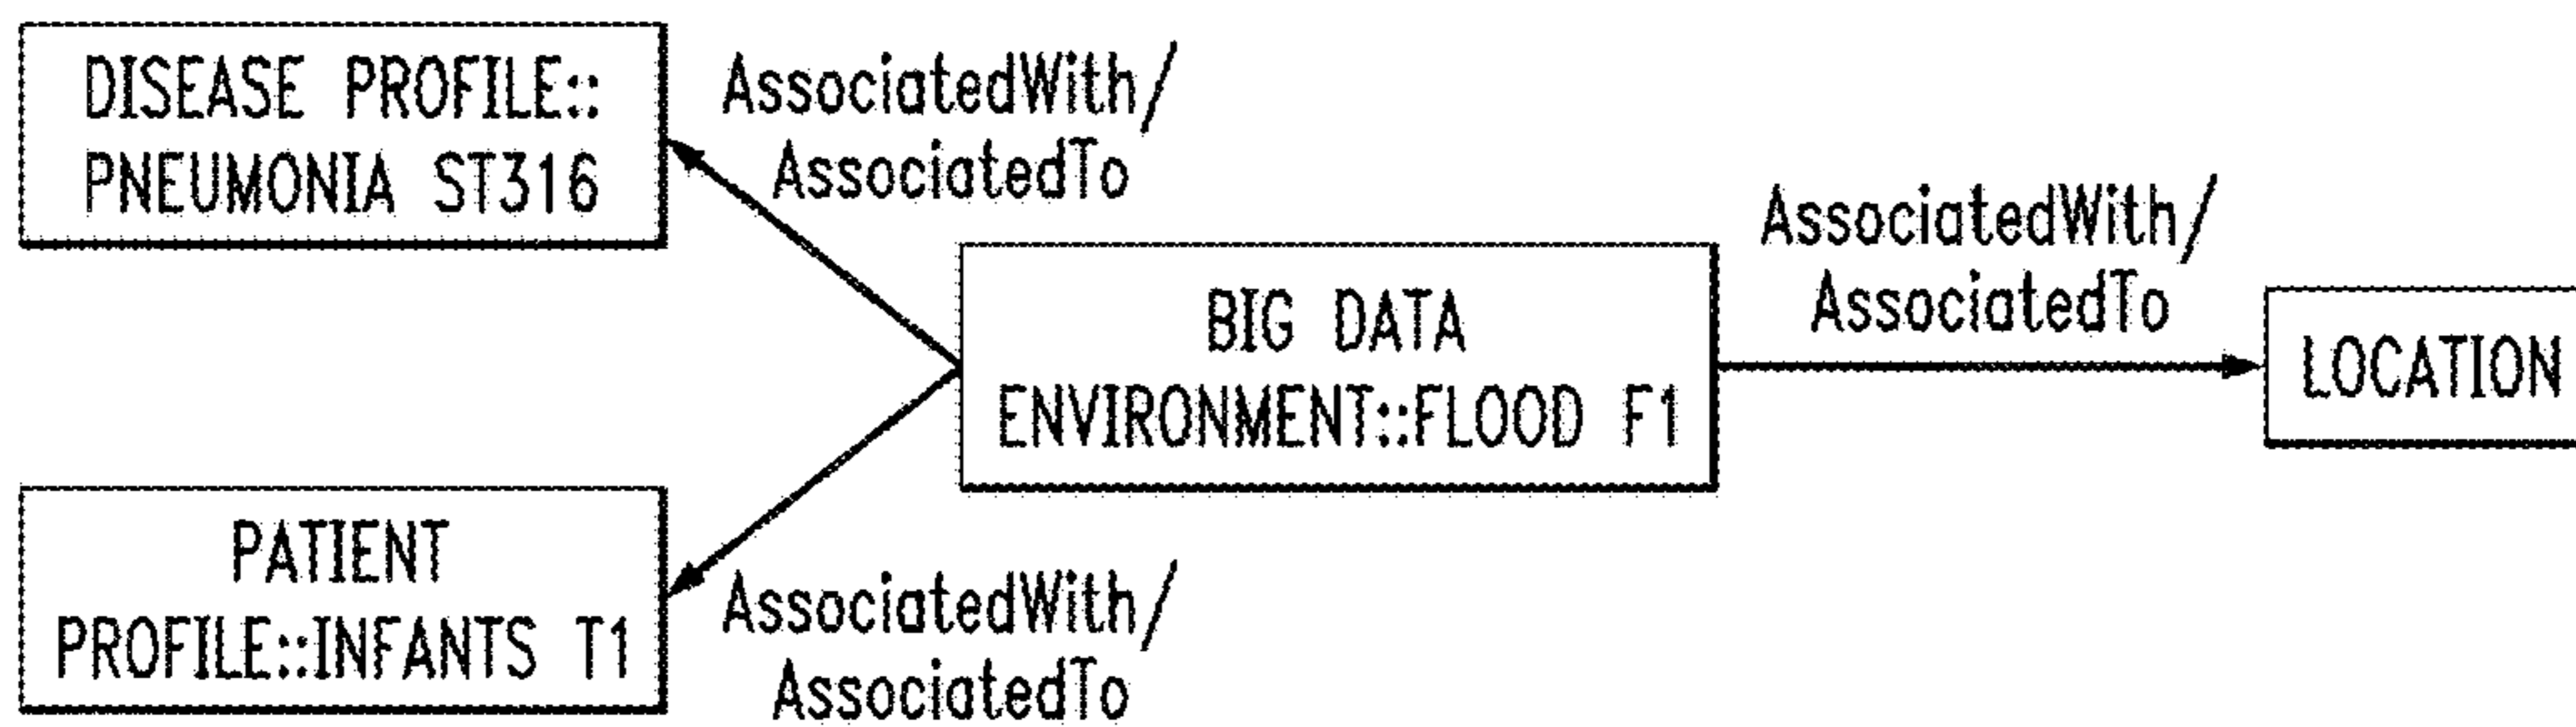 DISEASE PROFILE::
PNEUMONIA ST316
AssociatedWith/
AssociatedTo
BIG DATA
ENVIRONMENT::FLOOD F1
AssociatedWith/
AssociatedTo
LOCATION
PATIENT
PROFILE::INFANTS T1
AssociatedWith/
AssociatedTo